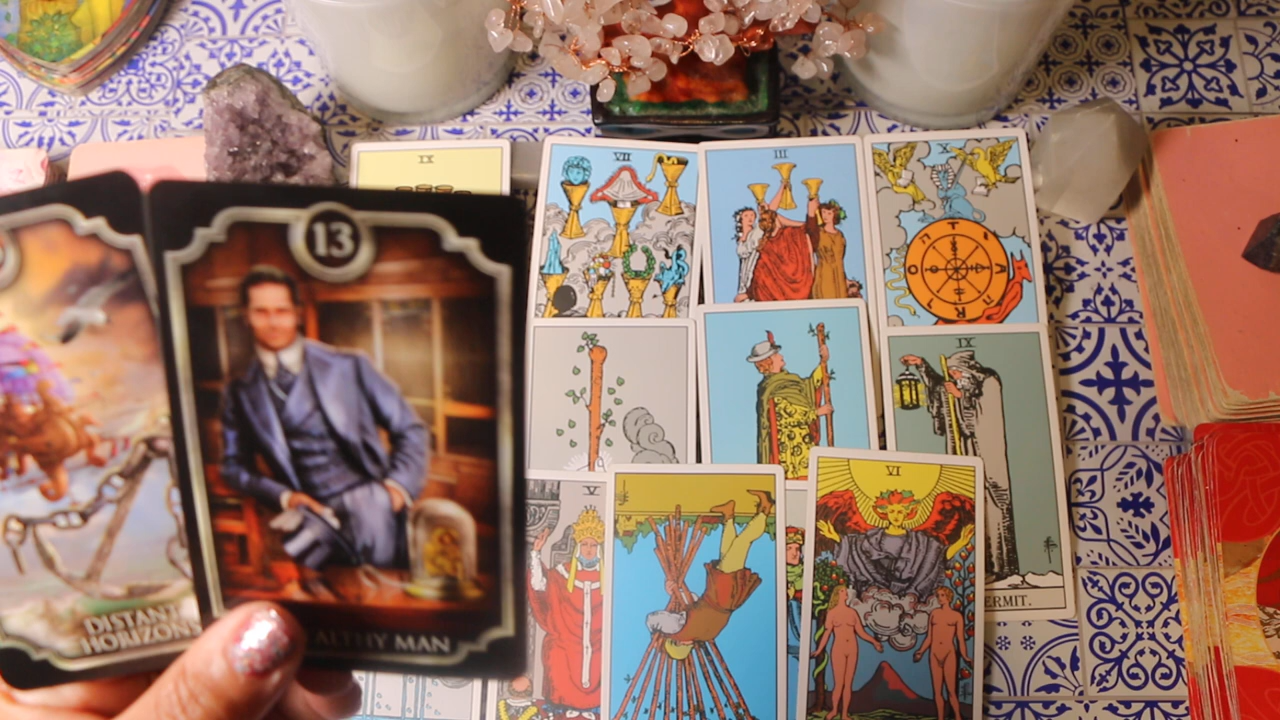 IX
VII
III
X
13
IX
DISTANT
HORIZONS
ALTHY MAN
V
VI
ERMIT.